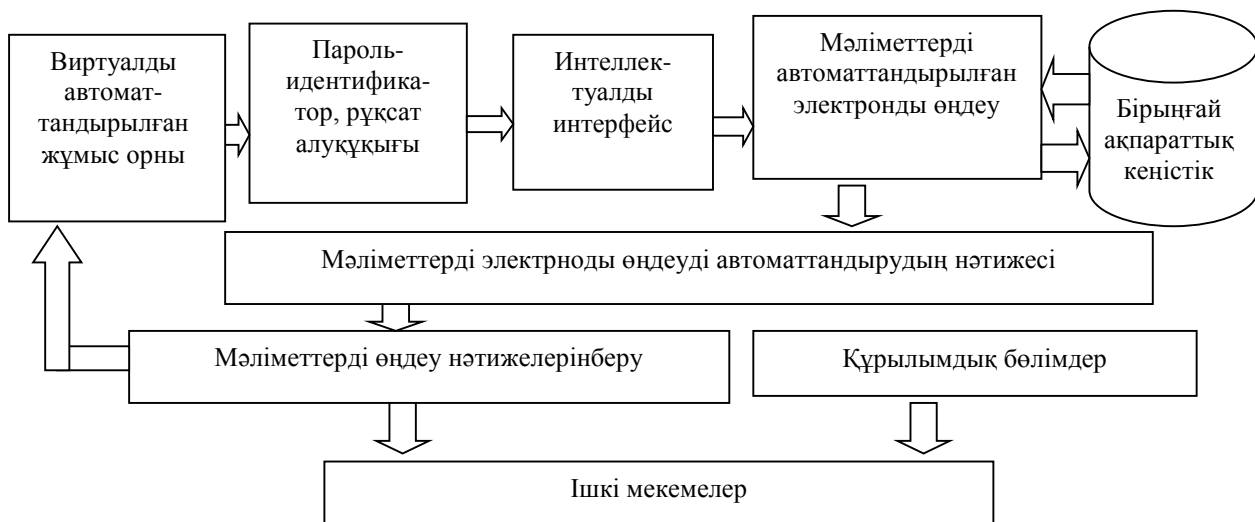 Виртуалды
автомат-
тандырылған
жұмыс орны
Пароль-
идентифика-
тор, рұқсат
алуқұқығы
Интеллек-
туалды
интерфейс
Мәліметтерді
автоматтандырылған
электронды өңдеу
Бірыңғай
ақпараттық
кеңістік
Мәліметтерді электрноды өңдеуді автоматтандырудың нәтижесі
Мәліметтерді өңдеу нәтижелерінберу
Құрылымдық бөлімдер
Ішкі мекемелер